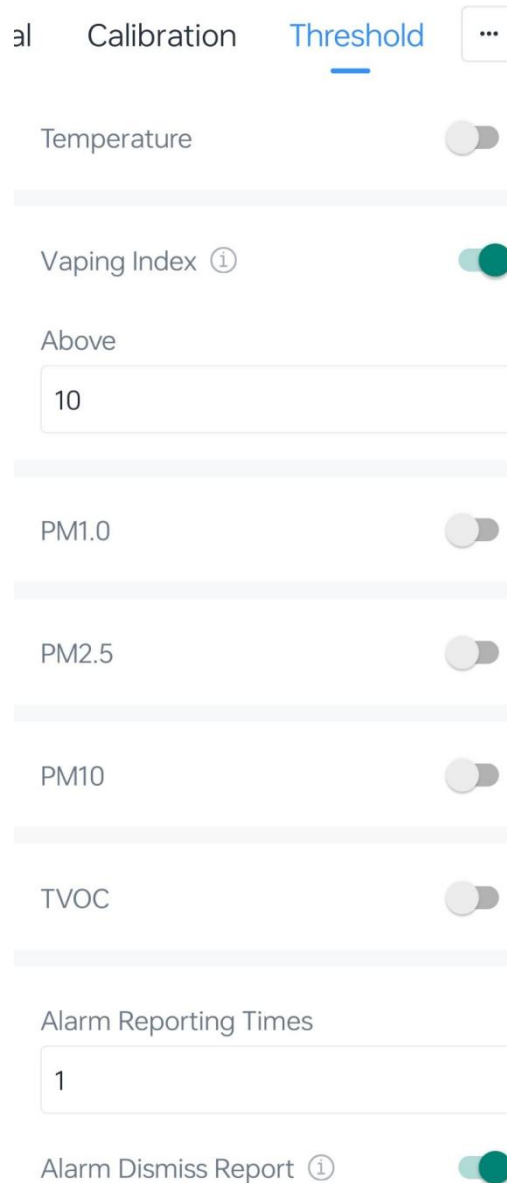 al Calibration Threshold ...
Temperature
Vaping Index
Above
10
PM1.0
PM2.5
PM10
TVOC
Alarm Reporting Times
1
Alarm Dismiss Report